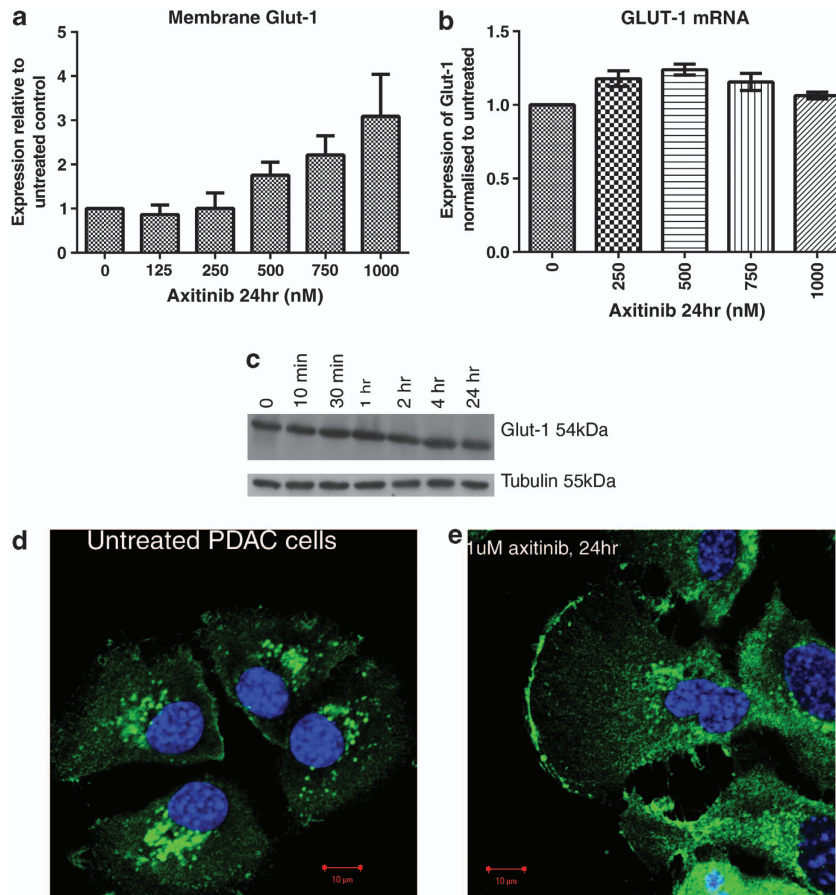 a
Membrane Glut-1
Expression relative to
untreated control
5
4
3
2
1
0
0 125 250 500 750 1000
Axitinib 24hr (nM)
b
GLUT-1 mRNA
Expression of Glut-1
normalised to untreated
1.5
1.0
0.5
0.0
0 250 500 750 1000
Axitinib 24hr (nM)
c
0 10 min 30 min 1 hr 2 hr 4 hr 24 hr
Glut-1 54kDa
Tubulin 55kDa
d
Untreated PDAC cells
10 µm
e
1uM axitinib, 24hr
10 µm